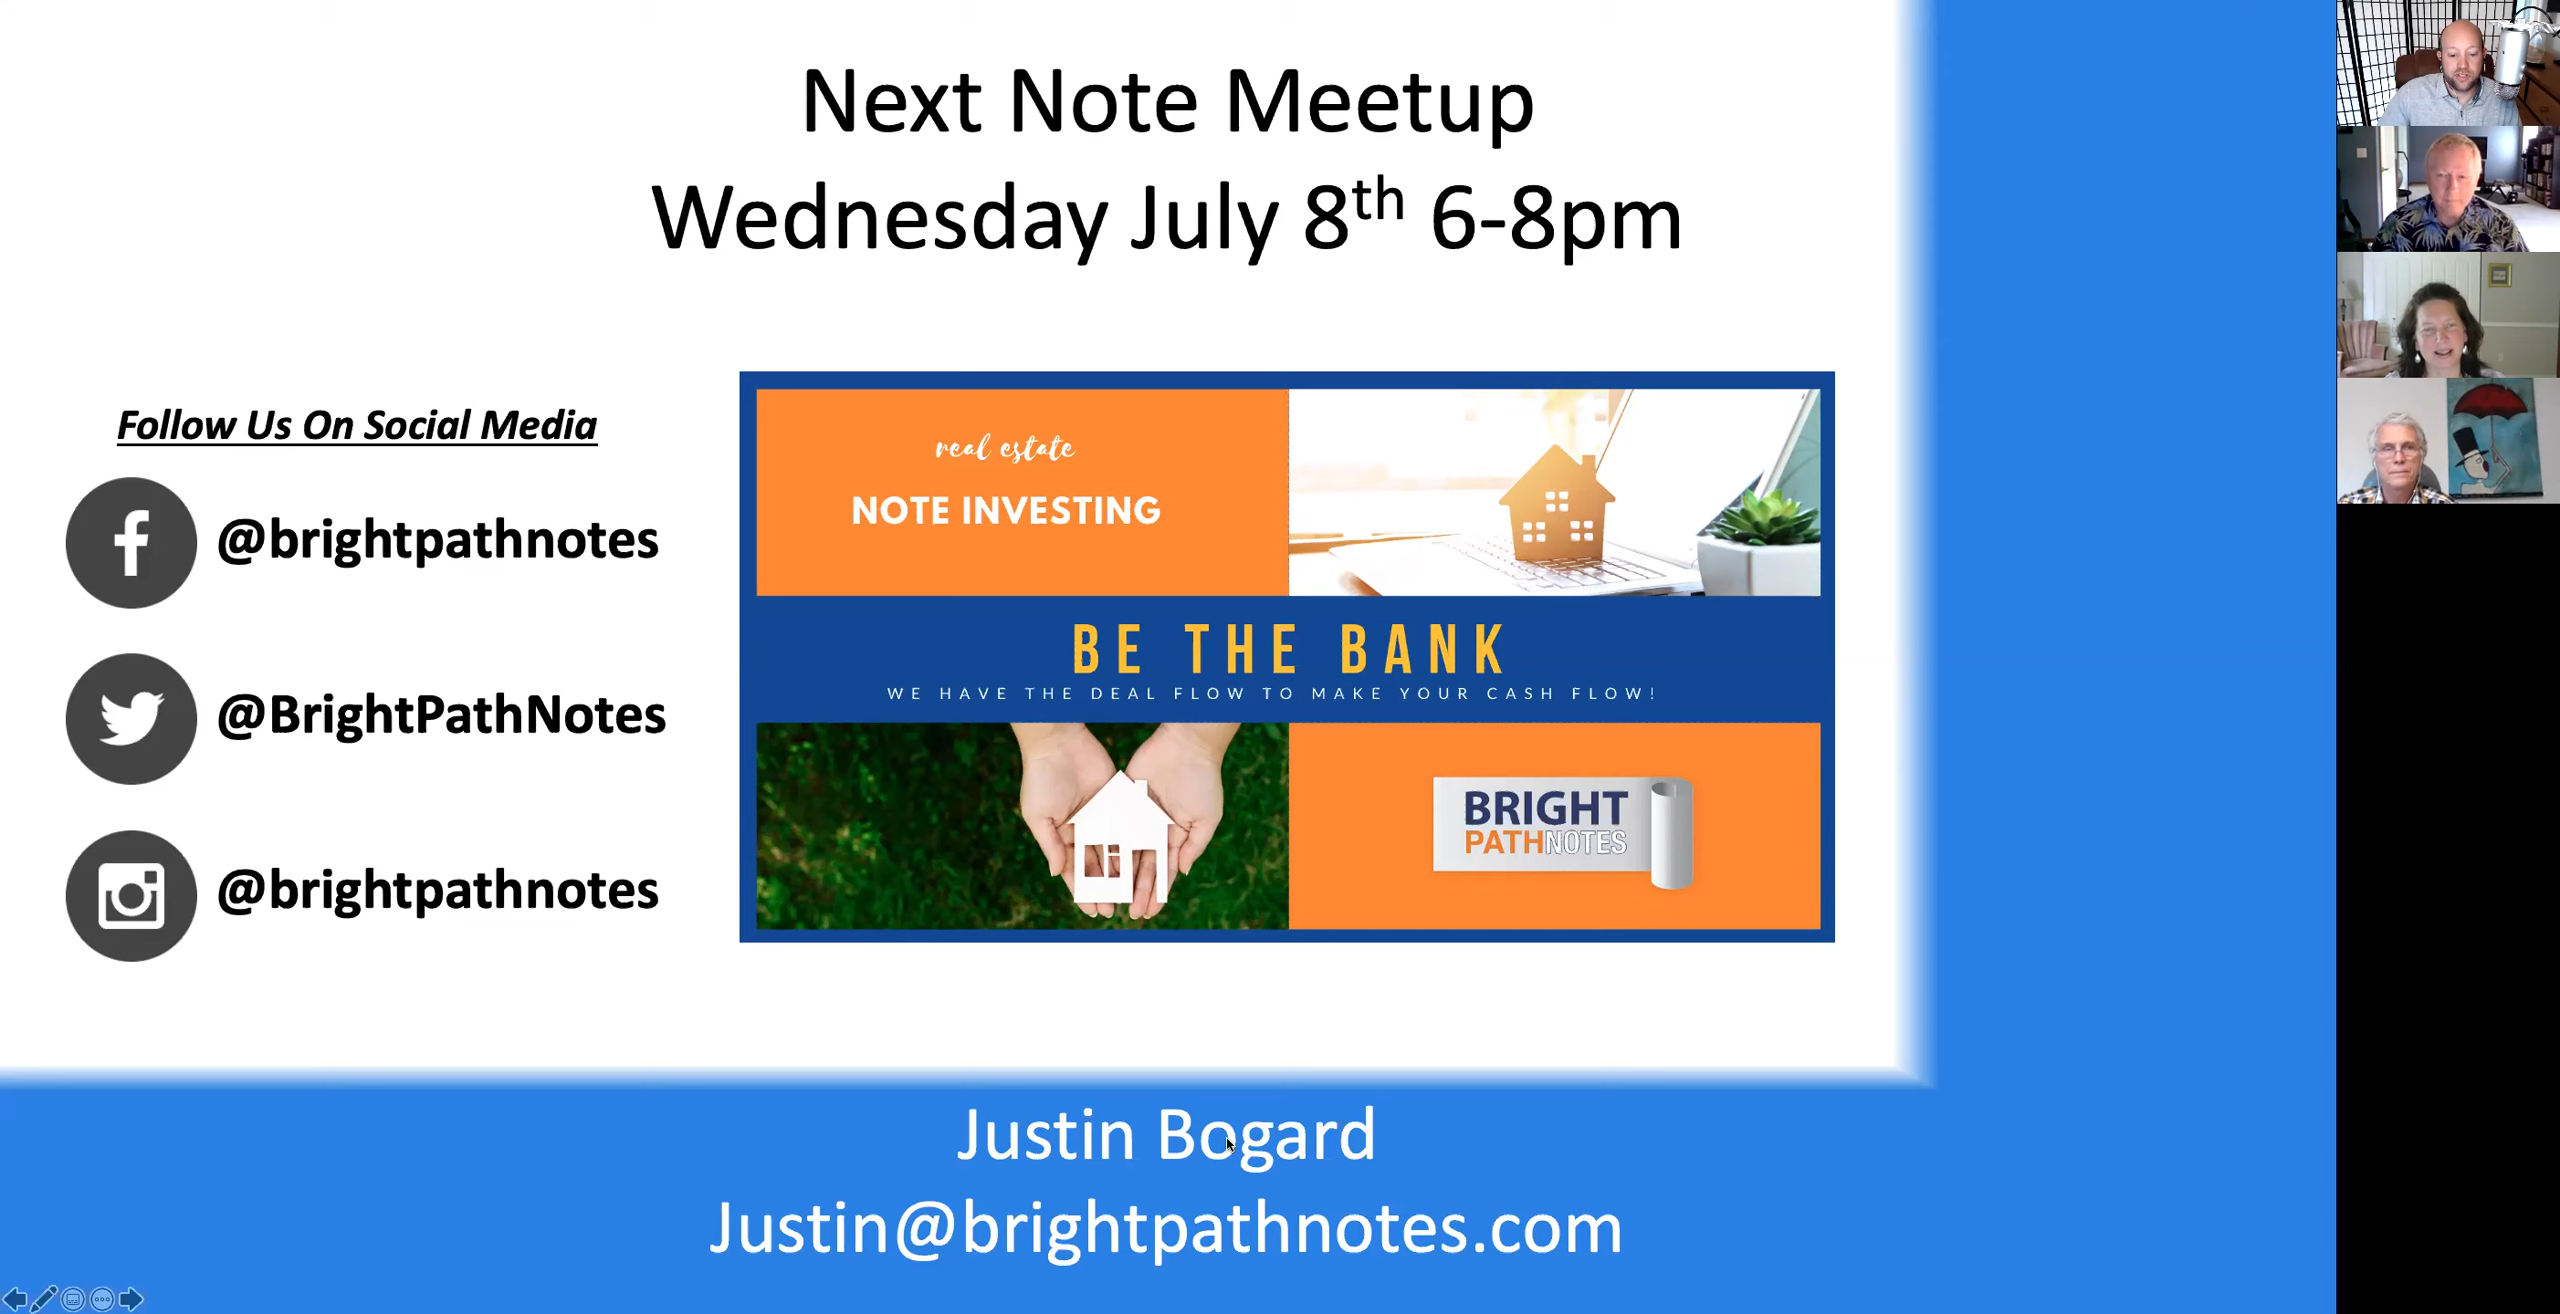 Next Note Meetup
Wednesday July 8th 6-8pm
Follow Us On Social Media
@brightpathnotes
@BrightPathNotes
@brightpathnotes
real estate
NOTE INVESTING
BE THE BANK
WE HAVE THE DEAL FLOW TO MAKE YOUR CASH FLOW!
BRIGHT
PATHNOTES
Justin Bogard
Justin@brightpathnotes.com